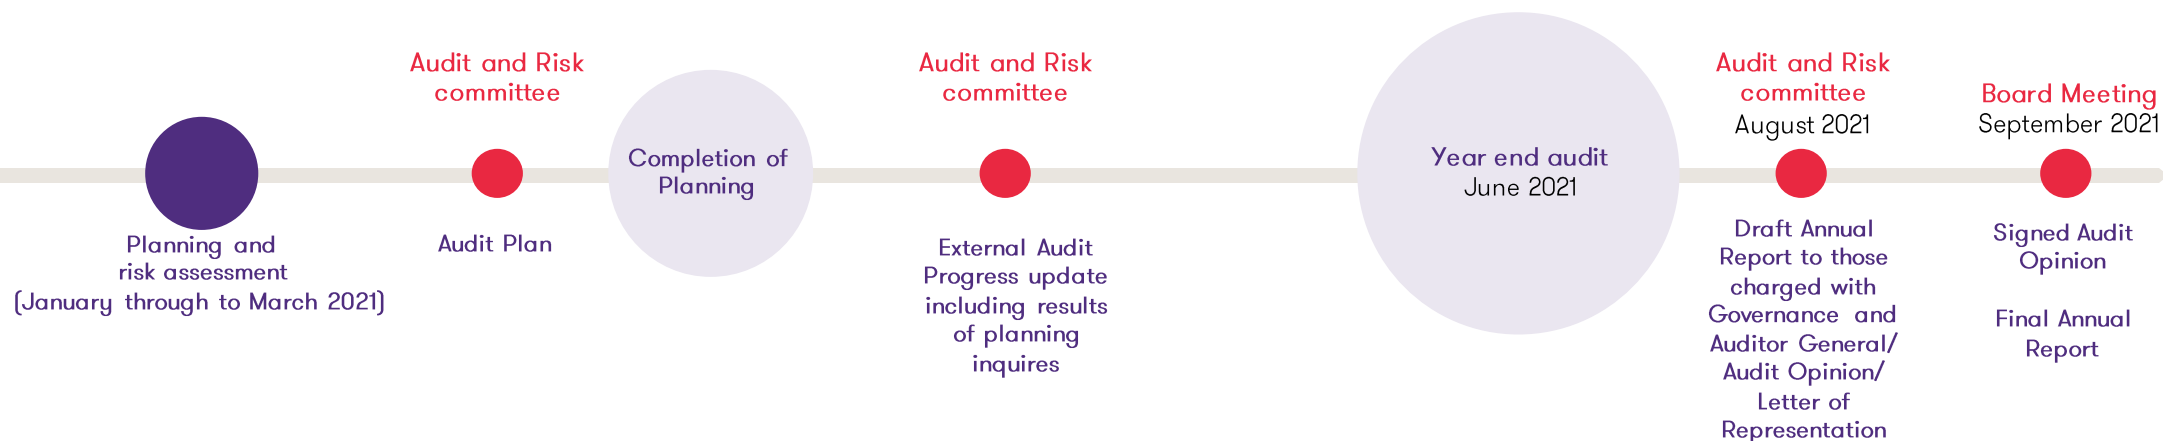 Planning and
risk assessment
(January through to March 2021)
Audit and Risk
committee
Audit Plan
Completion of
Planning
Audit and Risk
committee
External Audit
Progress update
including results
of planning
inquires
Year end audit
June 2021
Audit and Risk
committee
August 2021
Draft Annual
Report to those
charged with
Governance and
Auditor General/
Audit Opinion/
Letter of
Representation
Board Meeting
September 2021
Signed Audit
Opinion
Final Annual
Report